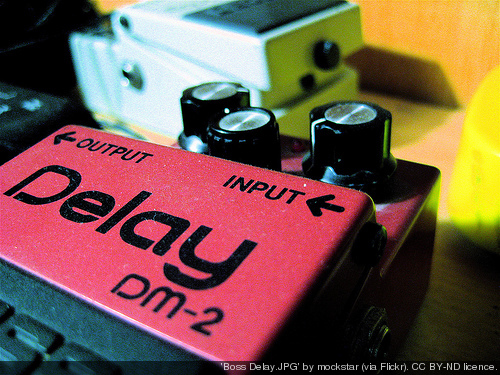 ← OUTPUT
INPUT ←
Delay
DM-2
'Boss Delay.JPG' by mockstar (via Flickr). CC BY-ND licence.